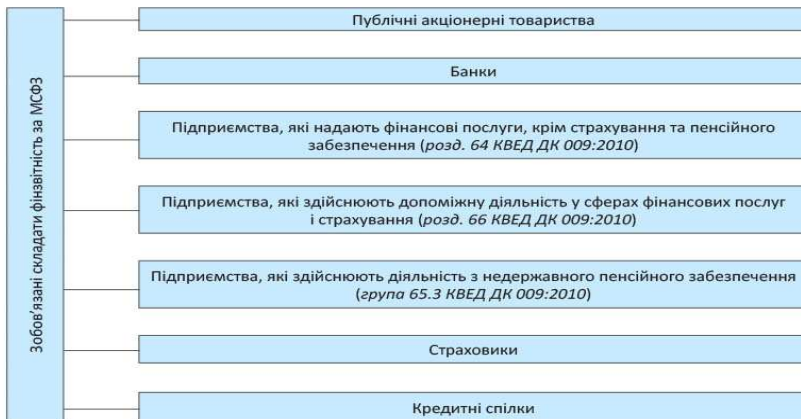 Зобов’язані складати фінзвітність за МСФЗ
Публічні акціонерні товариства
Банки
Підприємства, які надають фінансові послуги, крім страхування та пенсійного
забезпечення (розд. 64 КВЕД ДК 009:2010)
Підприємства, які здійснюють допоміжну діяльність у сферах фінансових послуг
і страхування (розд. 66 КВЕД ДК 009:2010)
Підприємства, які здійснюють діяльність з недержавного пенсійного забезпечення
(група 65.3 КВЕД ДК 009:2010)
Страховики
Кредитні спілки